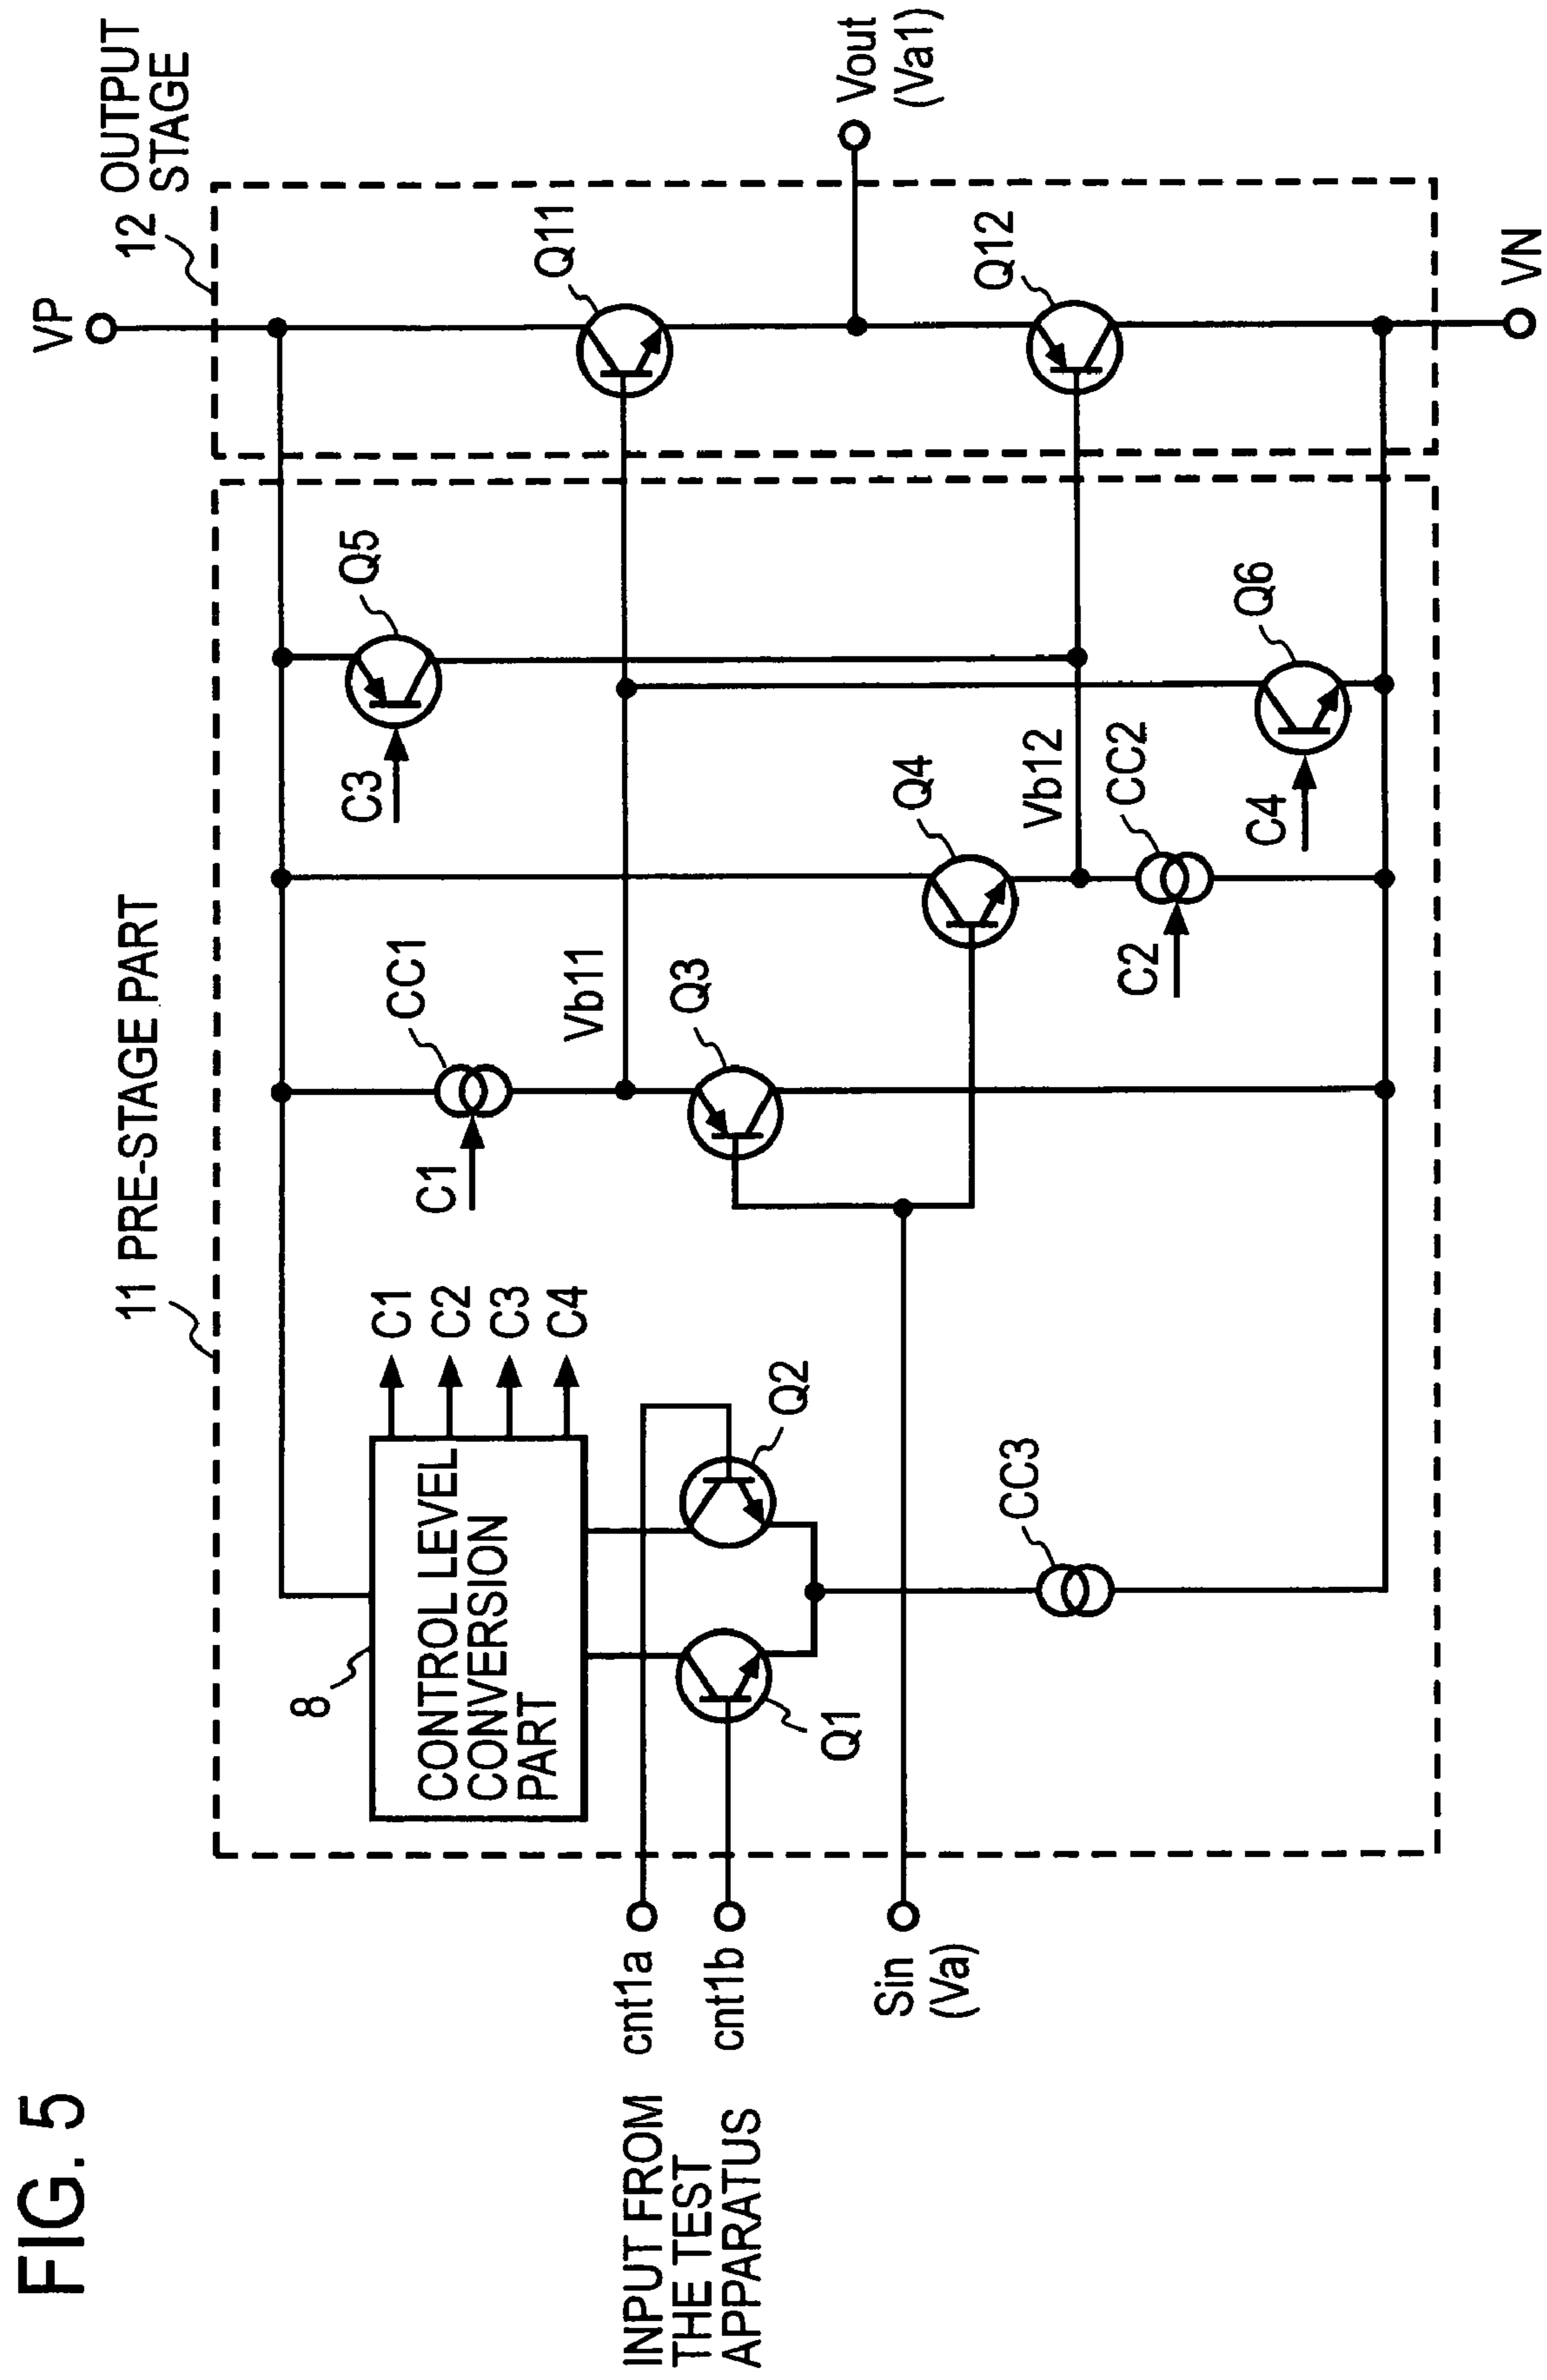 FIG. 5
VP
12 OUTPUT
STAGE
11 PRE-STAGE PART
8
CONTROL LEVEL
CONVERSION
PART
C1
C2
C3
C4
C1
CC1
C3
Q5
Q11
Vb11
INPUT FROM
THE TEST
APPARATUS
cnt1a
cnt1b
Q1
Q2
Q3
Q4
Vout
(Va1)
Sin
(Va)
CC3
Vb12
Q12
C2
CC2
C4
Q6
VN